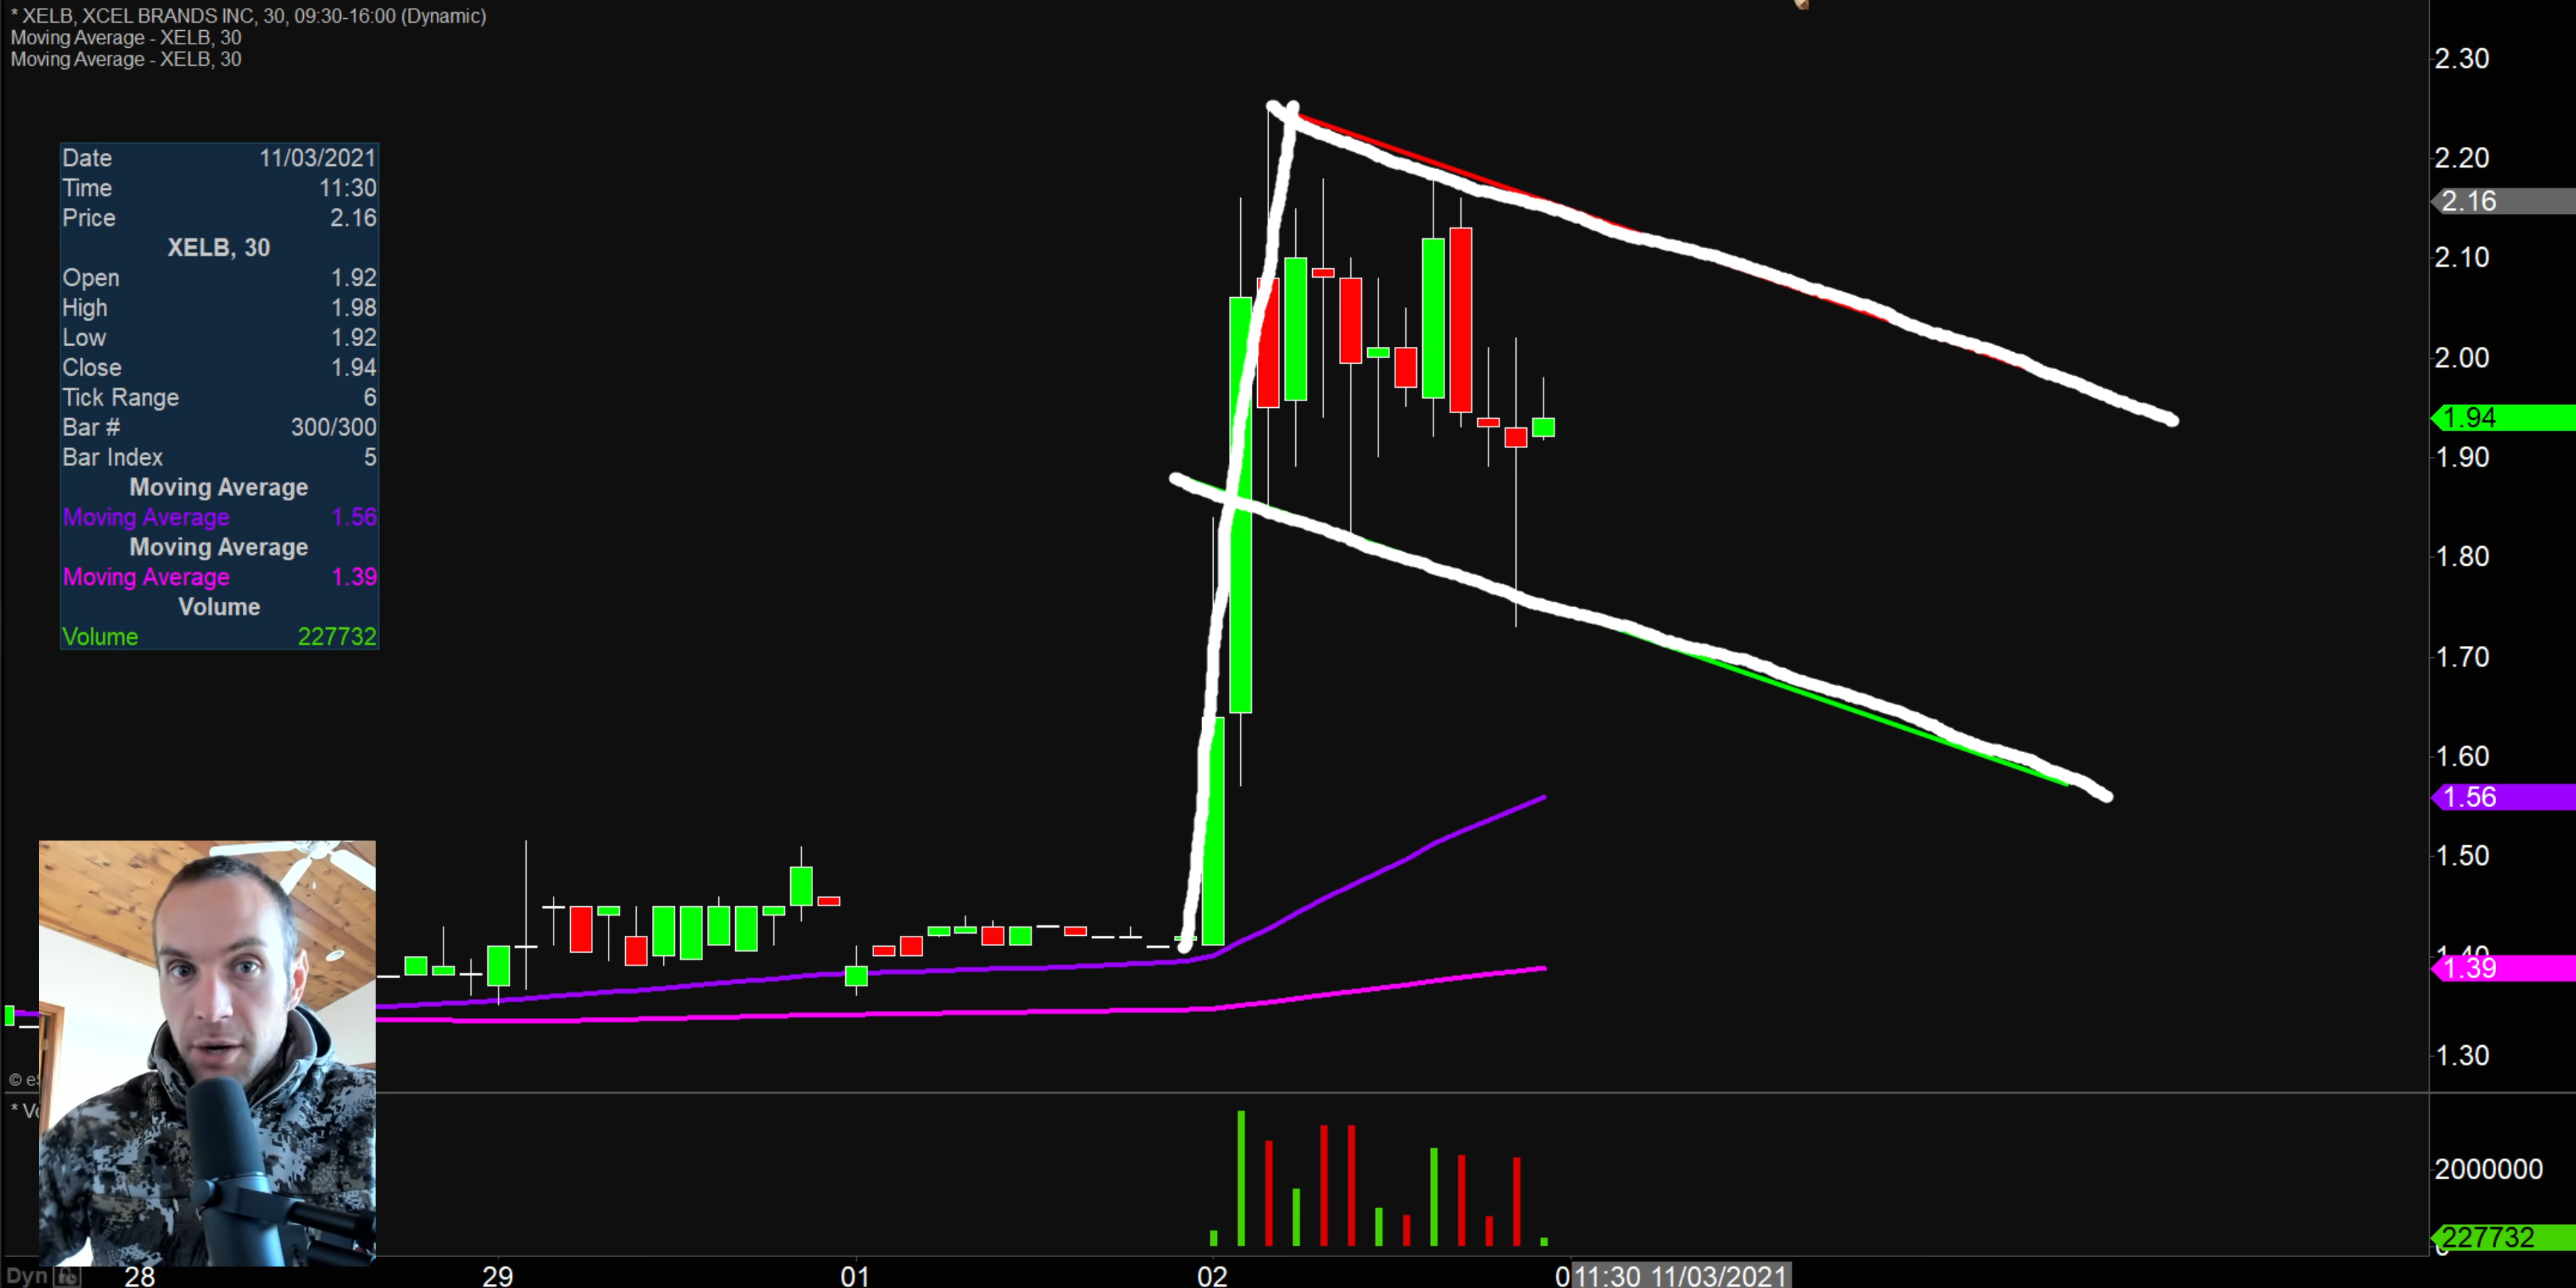 * XELB, XCEL BRANDS INC, 30, 09:30-16:00 (Dynamic)
Moving Average - XELB, 30
Moving Average - XELB, 30
Date 11/03/2021
Time 11:30
Price 2.16
XELB, 30
Open 1.92
High 1.98
Low 1.92
Close 1.94
Tick Range 6
Bar # 300/300
Bar Index 5
Moving Average
Moving Average 1.56
Moving Average
Moving Average 1.39
Volume
Volume 227732
2.30
2.20
2.16
2.10
2.00
1.94
1.90
1.80
1.70
1.60
1.56
1.50
1.40
1.39
1.30
2000000
227732
Dyn 28 29 01 02 0 11:30 11/03/2021